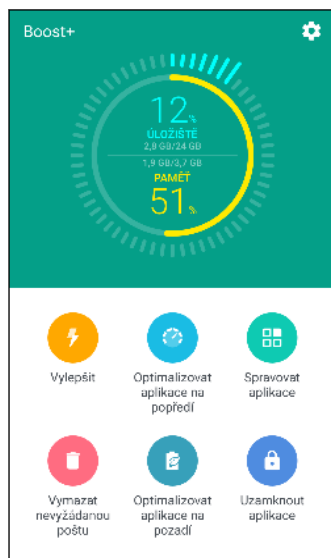 Boost+
12%
ÚLOŽIŠTĚ
2,8 GB/24 GB
1,9 GB/3,7 GB
PAMĚŤ
51%
Vylepšit
Optimalizovat
aplikace na
popředí
Spravovat
aplikace
Vymazat
nevyžádanou
poštu
Optimalizovat
aplikace na
pozadí
Uzamknout
aplikace